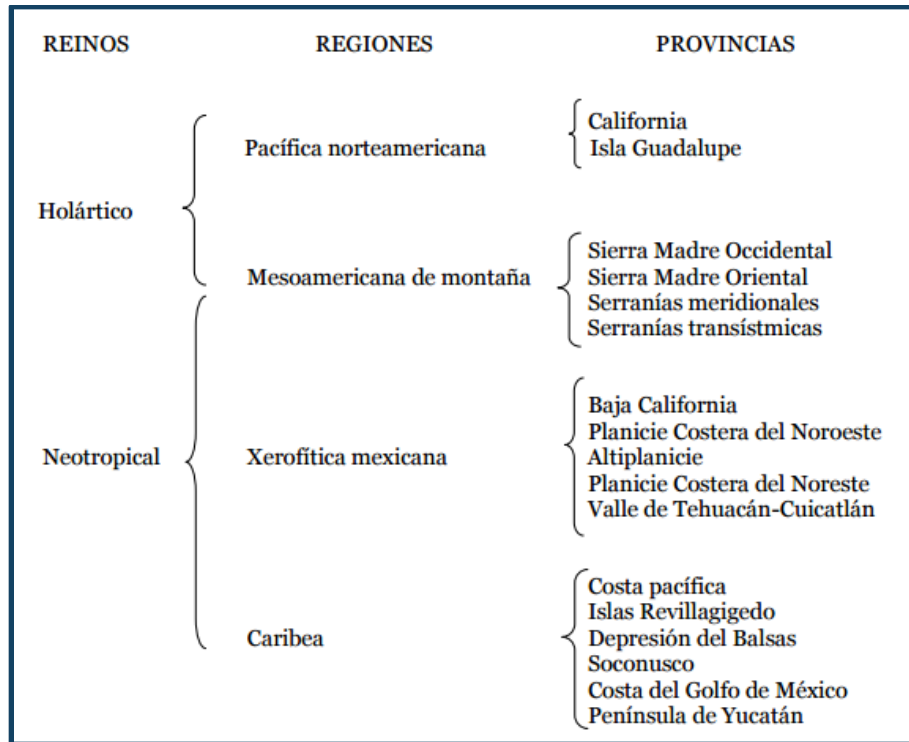 REINOS REGIONES PROVINCIAS
Holártico
Pacífica norteamericana
California
Isla Guadalupe
Mesoamericana de montaña
Sierra Madre Occidental
Sierra Madre Oriental
Serranías meridionales
Serranías transístmicas
Neotropical
Xerofítica mexicana
Baja California
Planicie Costera del Noroeste
Altiplanicie
Planicie Costera del Noreste
Valle de Tehuacán-Cuicatlán
Caribea
Costa pacífica
Islas Revillagigedo
Depresión del Balsas
Soconusco
Costa del Golfo de México
Península de Yucatán